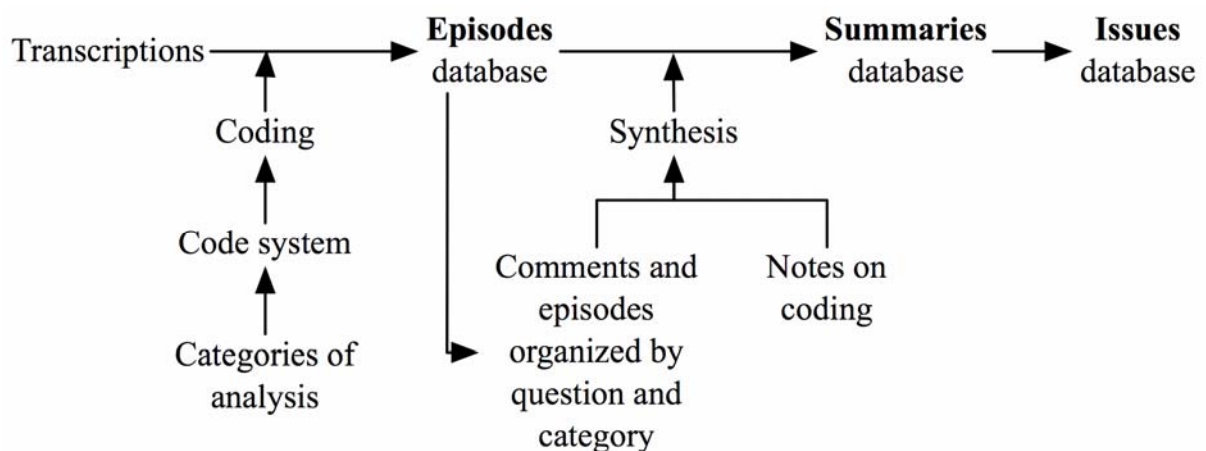 Transcriptions
Episodes
database
Summaries
database
Issues
database
Coding
Synthesis
Code system
Comments and
episodes
organized by
question and
category
Notes on
coding
Categories of
analysis